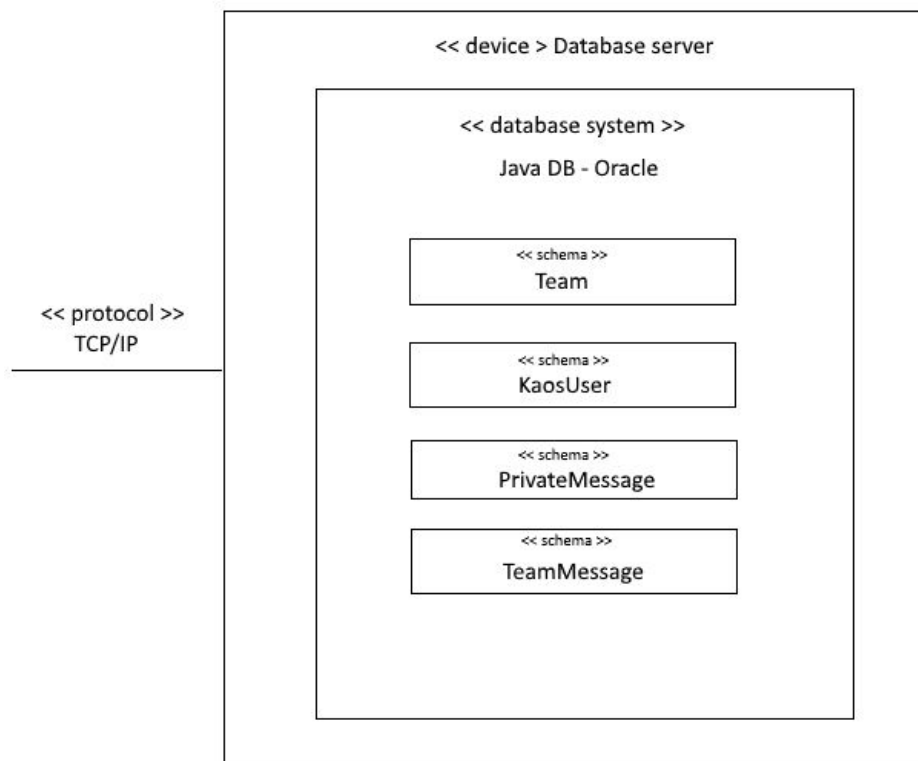 << device > Database server
<< database system >>
Java DB - Oracle
<< schema >>
Team
<< protocol >>
TCP/IP
<< schema >>
KaosUser
<< schema >>
PrivateMessage
<< schema >>
TeamMessage